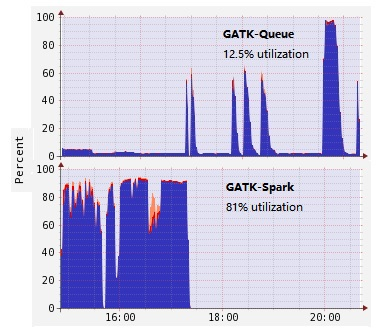 100
80
60
40
20
0
GATK-Queue
12.5% utilization
Percent
100
80
60
40
20
0
GATK-Spark
81% utilization
16:00 18:00 20:00